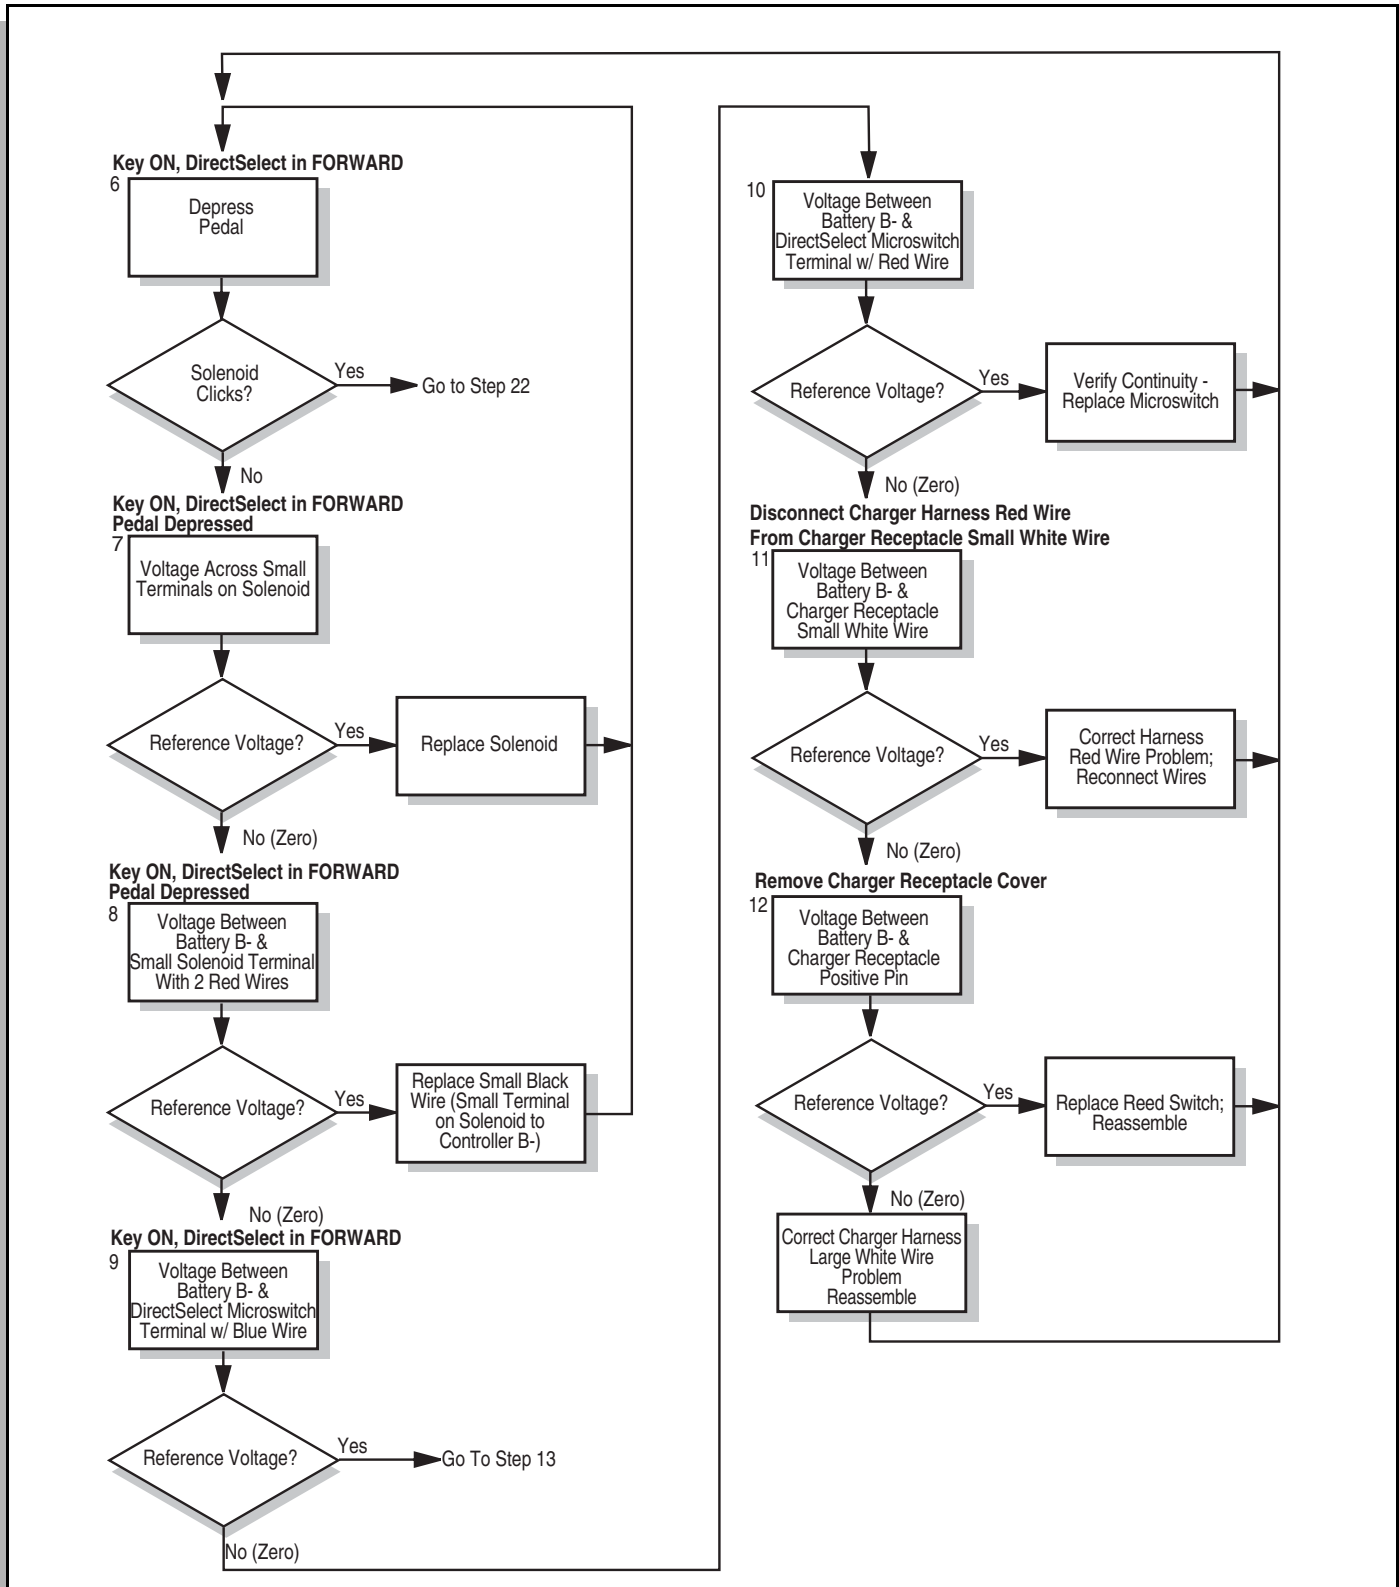 Key ON, DirectSelect in FORWARD
6
Depress
Pedal
Solenoid
Clicks?
Yes
Go to Step 22
No
Key ON, DirectSelect in FORWARD
Pedal Depressed
7
Voltage Across Small
Terminals on Solenoid
Reference Voltage?
Yes
Replace Solenoid
No (Zero)
Key ON, DirectSelect in FORWARD
Pedal Depressed
8
Voltage Between
Battery B- &
Small Solenoid Terminal
With 2 Red Wires
Reference Voltage?
Yes
Replace Small Black
Wire (Small Terminal
on Solenoid to
Controller B-)
No (Zero)
Key ON, DirectSelect in FORWARD
9
Voltage Between
Battery B- &
DirectSelect Microswitch
Terminal w/ Blue Wire
Reference Voltage?
Yes
Go To Step 13
No (Zero)
10
Voltage Between
Battery B- &
DirectSelect Microswitch
Terminal w/ Red Wire
Reference Voltage?
Yes
Verify Continuity -
Replace Microswitch
No (Zero)
Disconnect Charger Harness Red Wire
From Charger Receptacle Small White Wire
11
Voltage Between
Battery B- &
Charger Receptacle
Small White Wire
Reference Voltage?
Yes
Correct Harness
Red Wire Problem;
Reconnect Wires
No (Zero)
Remove Charger Receptacle Cover
12
Voltage Between
Battery B- &
Charger Receptacle
Positive Pin
Reference Voltage?
Yes
Replace Reed Switch;
Reassemble
No (Zero)
Correct Charger Harness
Large White Wire
Problem
Reassemble